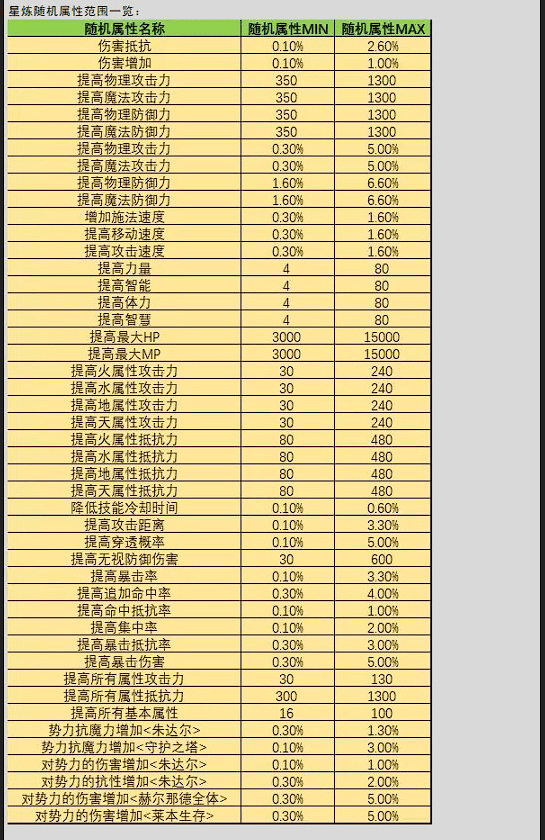 星炼随机属性范围一览：
随机属性名称 随机属性MIN 随机属性MAX
伤害抵抗 0.10% 2.60%
伤害增加 0.10% 1.00%
提高物理攻击力 350 1300
提高魔法攻击力 350 1300
提高物理防御力 350 1300
提高魔法防御力 350 1300
提高物理攻击力 0.30% 5.00%
提高魔法攻击力 0.30% 5.00%
提高物理防御力 1.60% 6.60%
提高魔法防御力 1.60% 6.60%
增加施法速度 0.30% 1.60%
提高移动速度 0.30% 1.60%
提高攻击速度 0.30% 1.60%
提高力量 4 80
提高智能 4 80
提高体力 4 80
提高智慧 4 80
提高最大HP 3000 15000
提高最大MP 3000 15000
提高火属性攻击力 30 240
提高水属性攻击力 30 240
提高地属性攻击力 30 240
提高天属性攻击力 30 240
提高火属性抵抗力 80 480
提高水属性抵抗力 80 480
提高地属性抵抗力 80 480
提高天属性抵抗力 80 480
降低技能冷却时间 0.10% 0.60%
提高攻击距离 0.10% 3.30%
提高穿透概率 0.10% 5.00%
提高无视防御伤害 30 600
提高暴击率 0.10% 3.30%
提高追加命中率 0.30% 4.00%
提高命中抵抗率 0.10% 1.00%
提高集中率 0.10% 2.00%
提高暴击抵抗率 0.30% 3.00%
提高暴击伤害 0.30% 5.00%
提高所有属性攻击力 30 130
提高所有属性抵抗力 300 1300
提高所有基本属性 16 100
势力抗魔力增加<朱达尔> 0.30% 1.30%
势力抗魔力增加<守护之塔> 0.10% 3.00%
对势力的伤害增加<朱达尔> 0.10% 1.00%
对势力的抗性增加<朱达尔> 0.30% 2.00%
对势力的伤害增加<赫尔那德全体> 0.30% 5.00%
对势力的伤害增加<莱本生存> 0.30% 5.00%